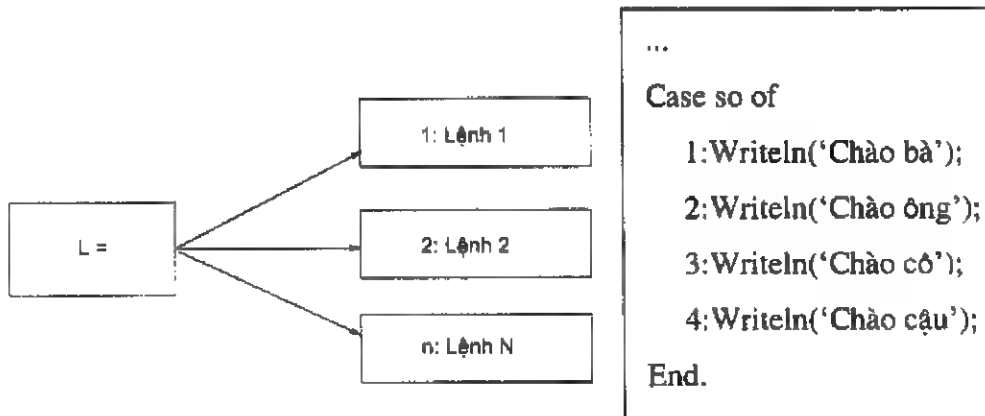 L =
1: Lệnh 1
2: Lệnh 2
n: Lệnh N
...
Case so of
1:Writeln(‘Chào bà’);
2:Writeln(‘Chào ông’);
3:Writeln(‘Chào cô’);
4:Writeln(‘Chào cậu’);
End.